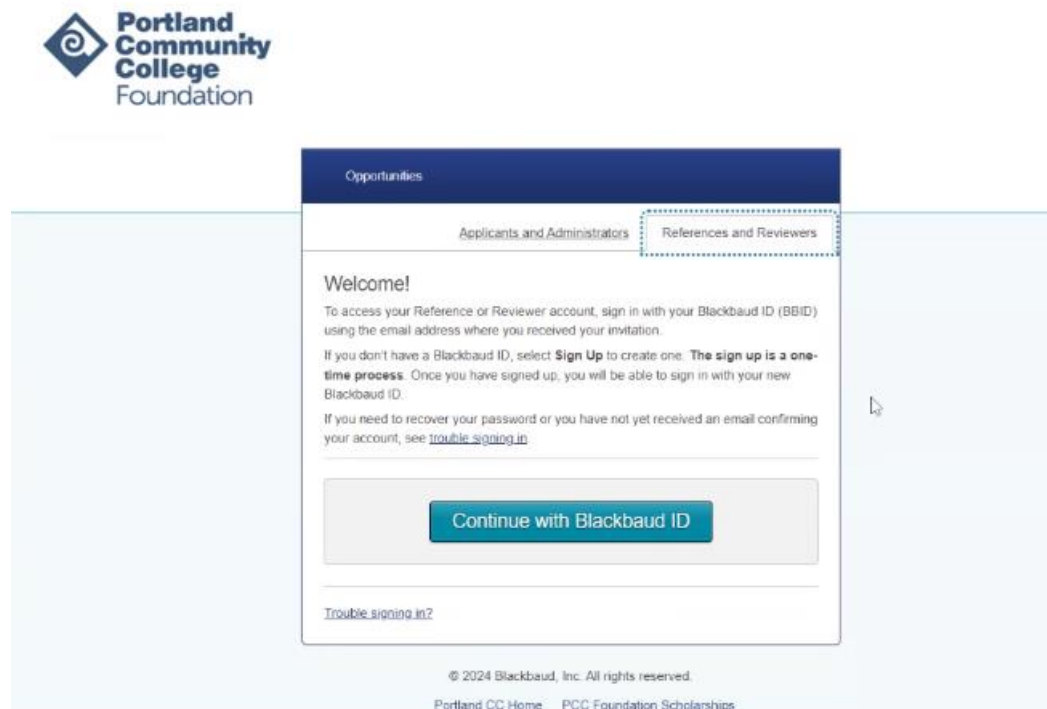 Portland
Community
College
Foundation
Opportunities
Applicants and Administrators References and Reviewers
Welcome!
To access your Reference or Reviewer account, sign in with your Blackbaud ID (BBID)
using the email address where you received your invitation.
If you don't have a Blackbaud ID, select Sign Up to create one. The sign up is a one-
time process. Once you have signed up, you will be able to sign in with your new
Blackbaud ID.
If you need to recover your password or you have not yet received an email confirming
your account, see trouble signing in.
Continue with Blackbaud ID
Trouble signing in?
© 2024 Blackbaud, Inc. All rights reserved.
Portland CC Home PCC Foundation Scholarships